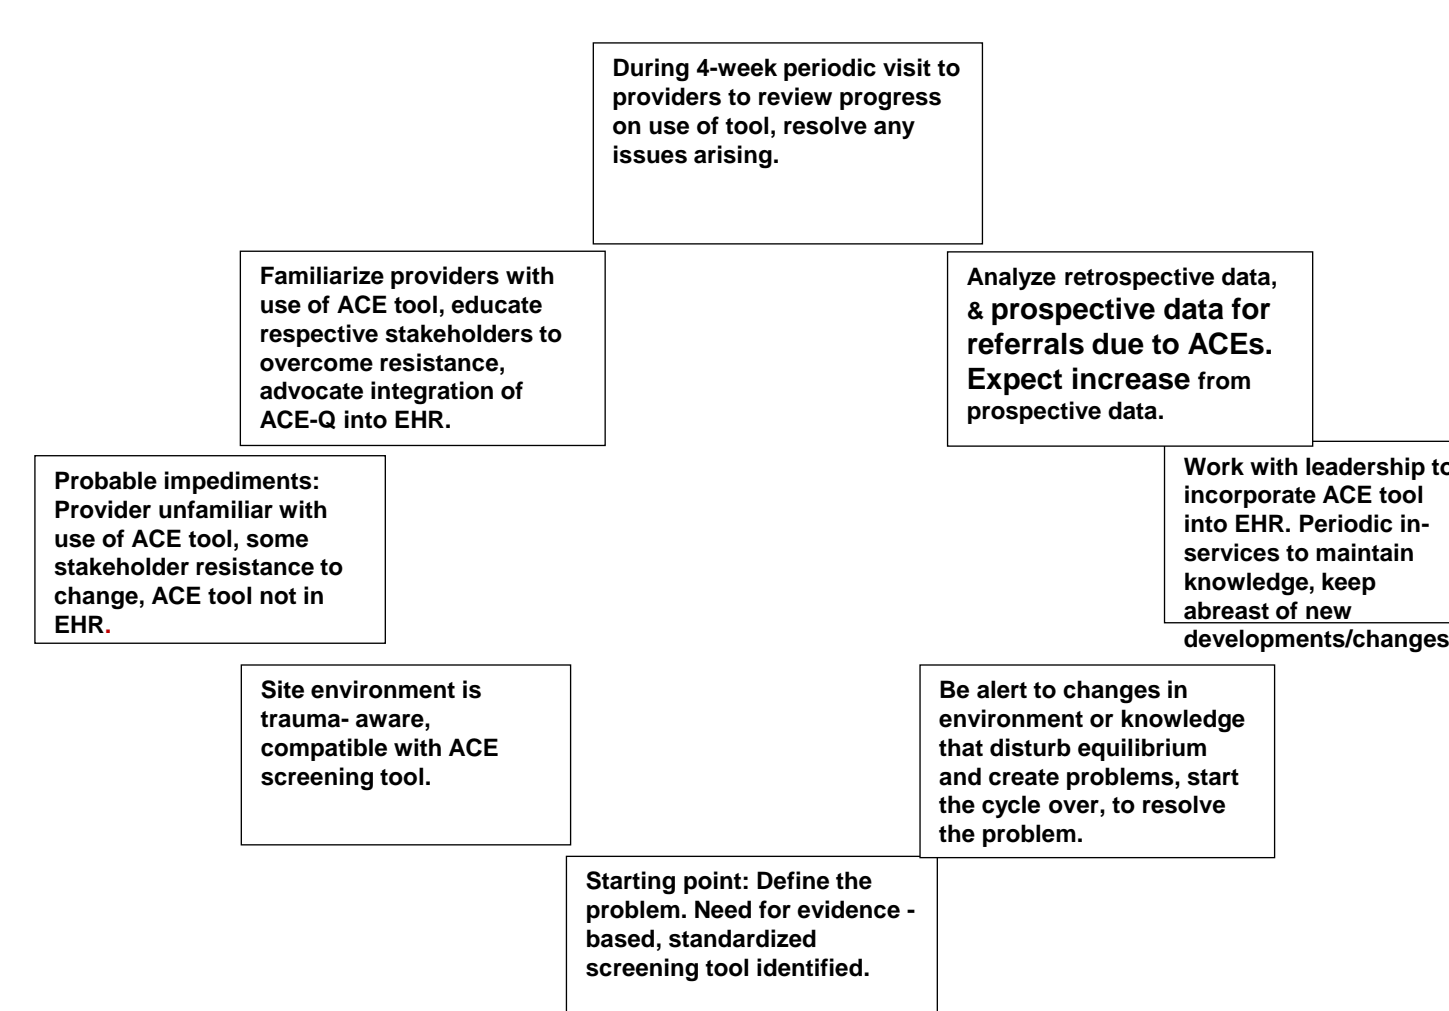 During 4-week periodic visit to
providers to review progress
on use of tool, resolve any
issues arising.
Familiarize providers with
use of ACE tool, educate
respective stakeholders to
overcome resistance,
advocate integration of
ACE-Q into EHR.
Analyze retrospective data,
& prospective data for
referrals due to ACEs.
Expect increase from
prospective data.
Probable impediments:
Provider unfamiliar with
use of ACE tool, some
stakeholder resistance to
change, ACE tool not in
EHR.
Work with leadership to
incorporate ACE tool
into EHR. Periodic in-
services to maintain
knowledge, keep
abreast of new
developments/changes
Site environment is
trauma- aware,
compatible with ACE
screening tool.
Be alert to changes in
environment or knowledge
that disturb equilibrium
and create problems, start
the cycle over, to resolve
the problem.
Starting point: Define the
problem. Need for evidence -
based, standardized
screening tool identified.